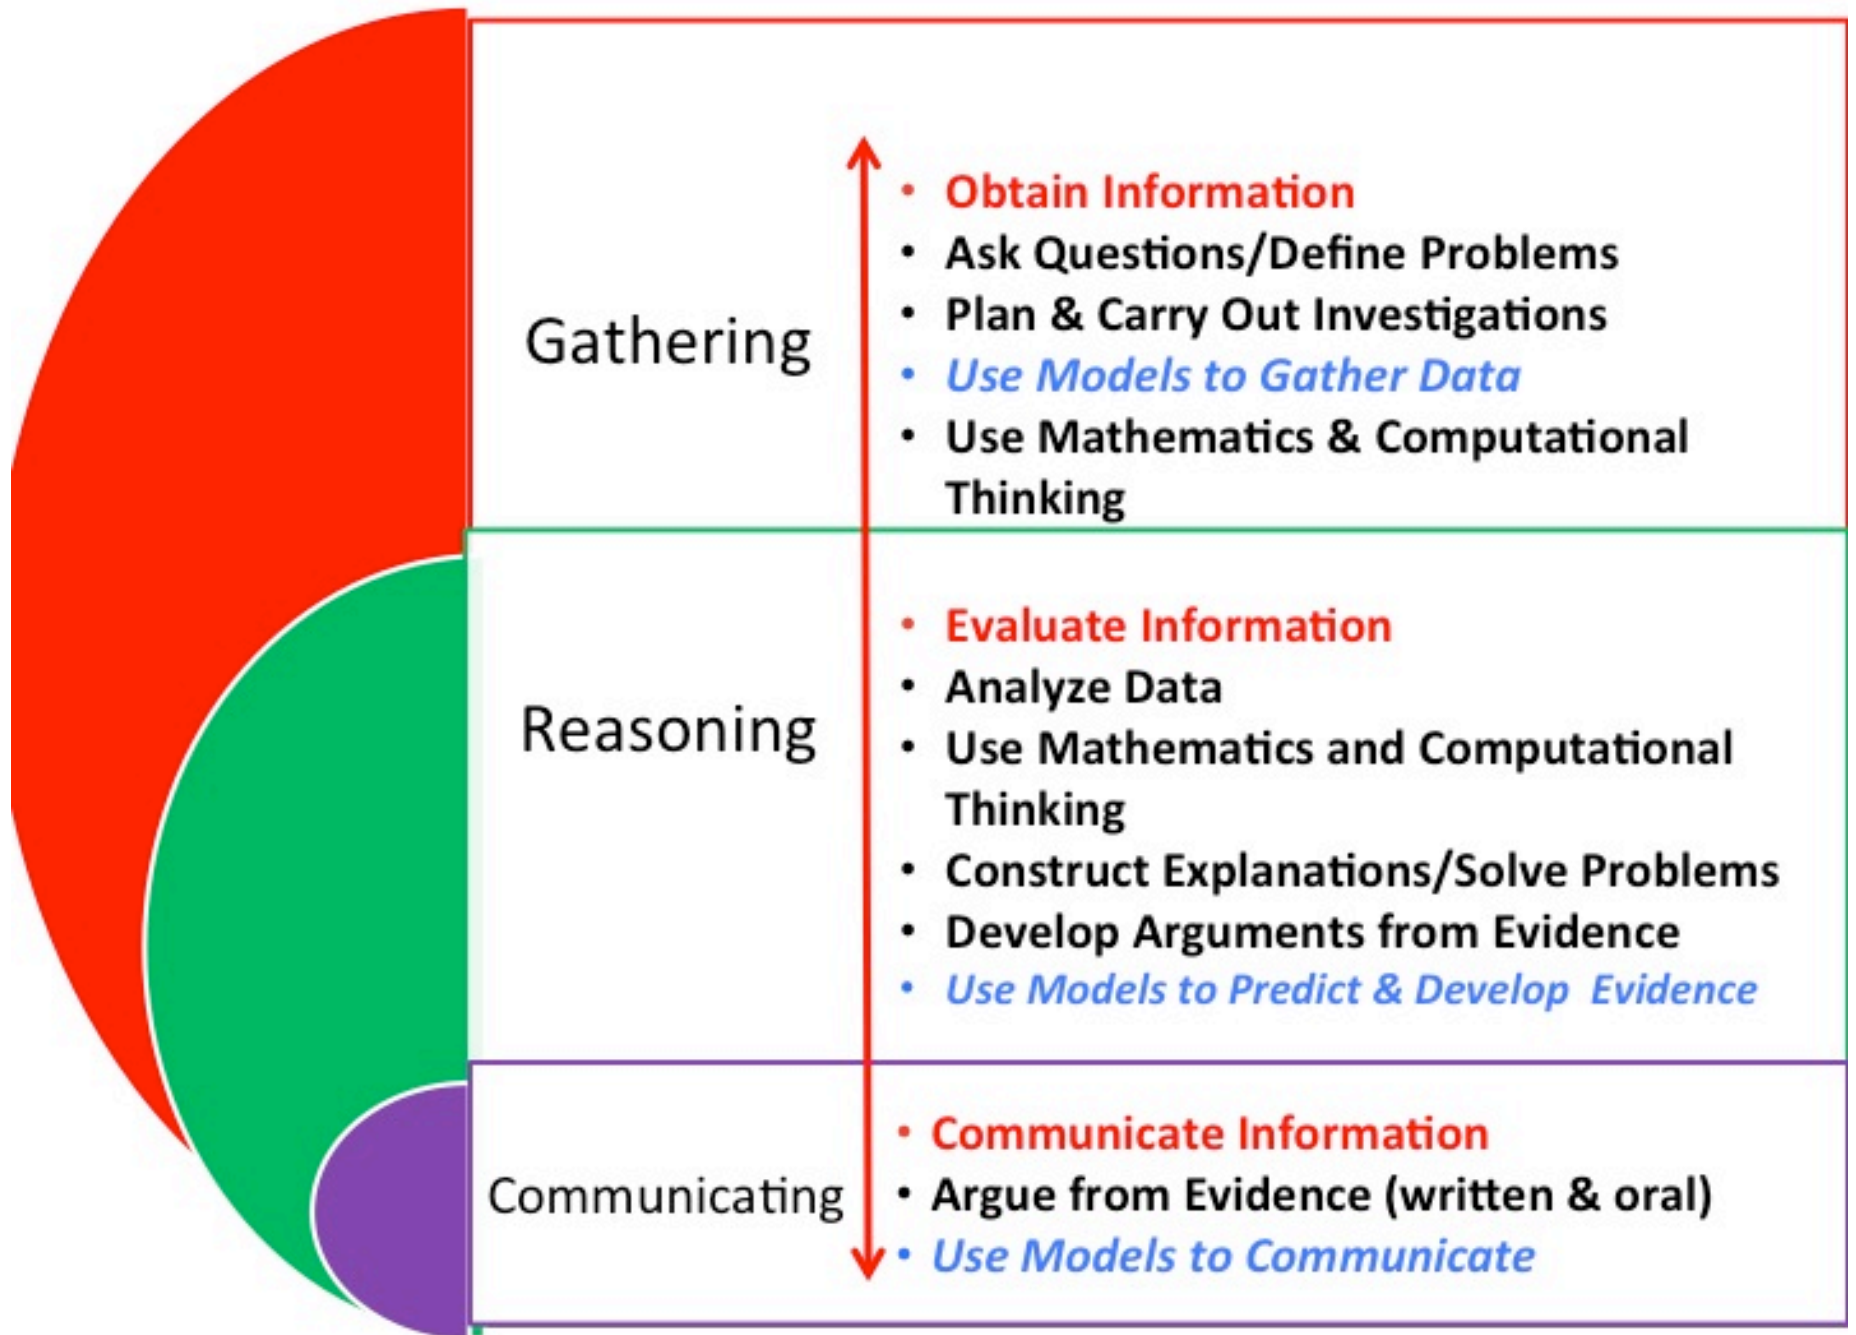 Gathering
• Obtain Information
• Ask Questions/Define Problems
• Plan & Carry Out Investigations
• Use Models to Gather Data
• Use Mathematics & Computational
Thinking
Reasoning
• Evaluate Information
• Analyze Data
• Use Mathematics and Computational
Thinking
• Construct Explanations/Solve Problems
• Develop Arguments from Evidence
• Use Models to Predict & Develop Evidence
Communicating
• Communicate Information
• Argue from Evidence (written & oral)
• Use Models to Communicate